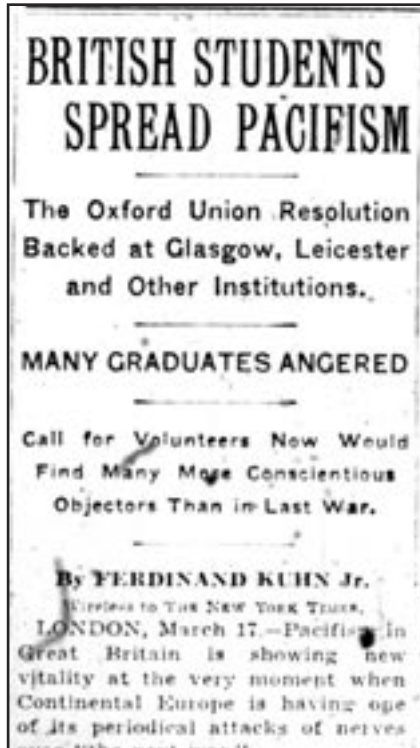 BRITISH STUDENTS
SPREAD PACIFISM
The Oxford Union Resolution
Backed at Glasgow, Leicester
and Other Institutions.
MANY GRADUATES ANGERED
Call for Volunteers Now Would
Find Many More Conscientious
Objectors Than in Last War.
By FERDINAND KUHN Jr.
Wireless to THE NEW YORK TIMES.
LONDON, March 17.—Pacifism in
Great Britain is showing new
vitality at the very moment when
Continental Europe is having one
of its periodical attacks of nerves